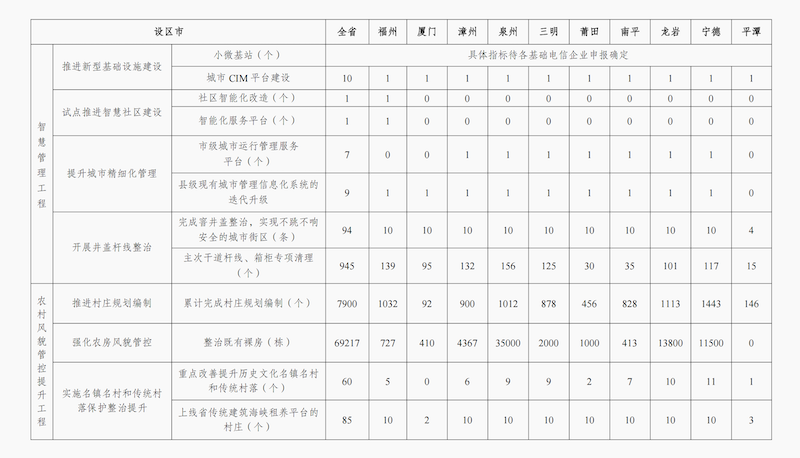 设区市 全省 福州 厦门 漳州 泉州 三明 莆田 南平 龙岩 宁德 平潭
智慧管理工程
推进新型基础设施建设
小微基站（个） 具体指标待各基础电信企业申报确定
城市 CIM 平台建设 10 1 1 1 1 1 1 1 1 1 1
试点推进智慧社区建设
社区智能化改造（个） 1 1 0 0 0 0 0 0 0 0 0
智能化服务平台（个） 1 1 0 0 0 0 0 0 0 0 0
提升城市精细化管理
市级城市运行管理服务
平台（个） 7 0 0 1 1 1 1 1 1 1 0
县级现有城市管理信息化系统的
迭代升级 9 1 1 1 1 1 1 1 1 1 0
开展井盖杆线整治
完成窨井盖整治，实现不跳不响
安全的城市街区（条） 94 10 10 10 10 10 10 10 10 10 4
主次干道杆线、箱柜专项清理
（个） 945 139 95 132 156 125 30 35 101 117 15
农村风貌管控提升工程
推进村庄规划编制 累计完成村庄规划编制（个） 7900 1032 92 900 1012 878 456 828 1113 1443 146
强化农房风貌管控 整治既有裸房（栋） 69217 727 410 4367 35000 2000 1000 413 13800 11500 0
实施名镇名村和传统村
落保护整治提升
重点改善提升历史文化名镇名村
和传统村落（个） 60 5 0 6 9 9 2 7 10 11 1
上线省传统建筑海峡租养平台的
村庄（个） 85 10 2 10 10 10 10 10 10 10 3